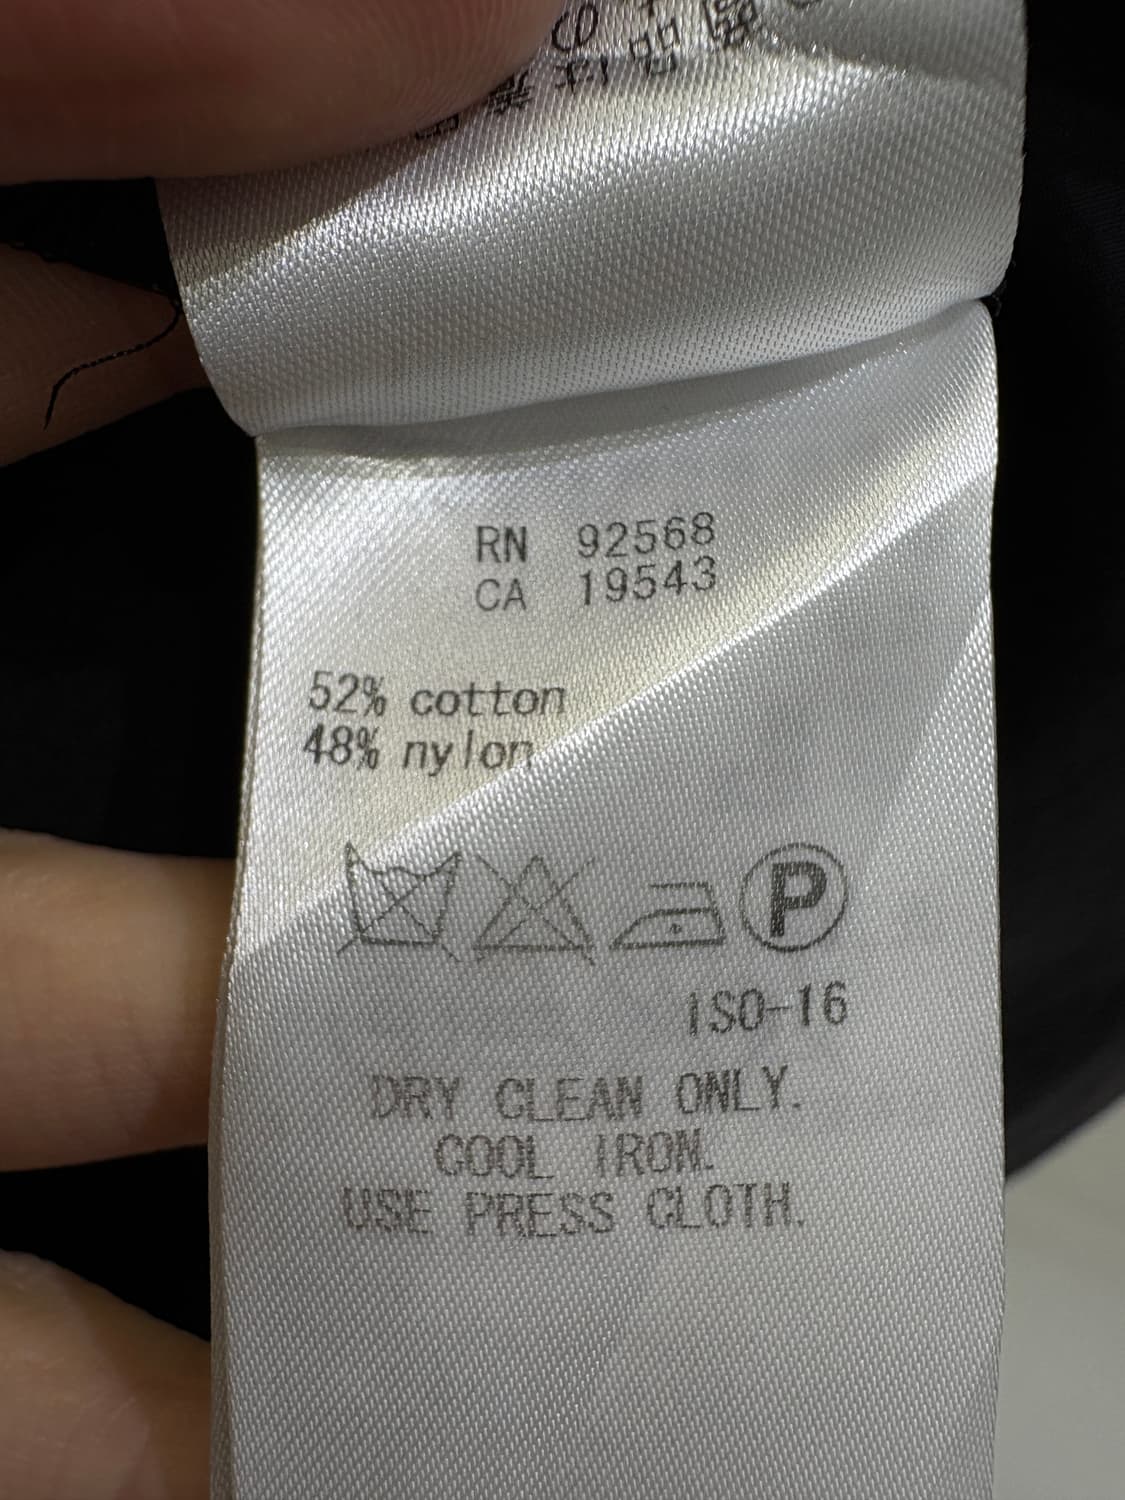 RN 92568
CA 19543
52% cotton
48% nylon
P
ISO-16
DRY CLEAN ONLY.
COOL IRON.
USE PRESS CLOTH.